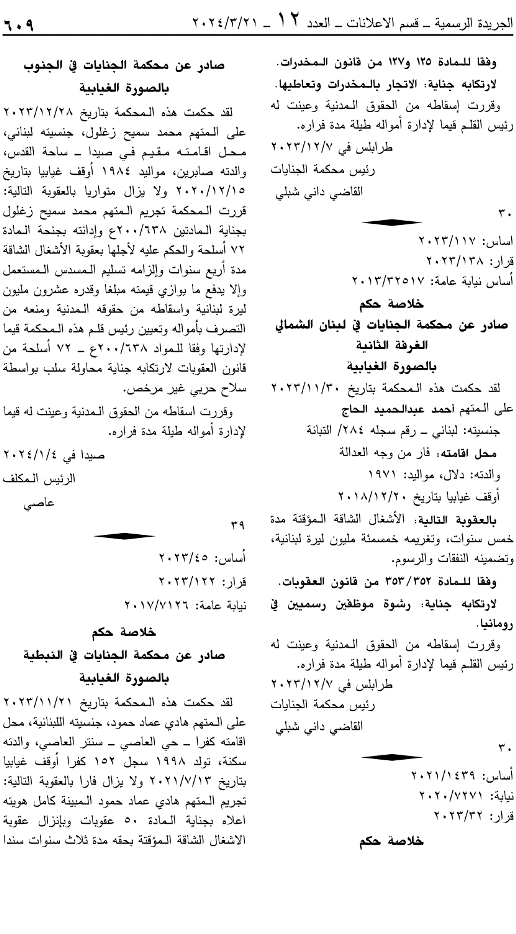 الجريدة الرسمية – قسم الاعلانات – العدد ١٢ – ٢٠٢٤/٣/٢١
٦٠٩
وفقا للمادة ١٢٥ و١٢٧ من قانون المخدرات.
لارتكابه جناية: الاتجار بالمخدرات وتعاطيها.
وقررت إسقاطه من الحقوق المدنية وعينت له
رئيس القلم قيما لإدارة أمواله طيلة مدة فراره.
طرابلس في ٢٠٢٣/١٢/٧
رئيس محكمة الجنايات
القاضي داني شبلي
٣٠
اساس: ٢٠٢٣/١١٧
قرار: ٢٠٢٣/١٣٨
أساس نيابة عامة: ٢٠١٣/٣٢٥١٧
خلاصة حكم
صادر عن محكمة الجنايات في لبنان الشمالي
الغرفة الثانية
بالصورة الغيابية
لقد حكمت هذه المحكمة بتاريخ ٢٠٢٣/١١/٣٠
على المتهم احمد عبدالحميد الحاج
جنسيته: لبناني – رقم سجله ٢٨٤/ التبانة
محل اقامته: فار من وجه العدالة
والدته: دلال، مواليد: ١٩٧١
أوقف غيابيا بتاريخ ٢٠١٨/١٢/٢٠
بالعقوبة التالية: الأشغال الشاقة المؤقتة مدة
خمس سنوات، وتغريمه خمسمئة مليون ليرة لبنانية،
وتضمينه النفقات والرسوم.
وفقا للمادة ٣٥٣/٣٥٢ من قانون العقوبات.
لارتكابه جناية: رشوة موظفين رسميين في
رومانيا.
وقررت إسقاطه من الحقوق المدنية وعينت له
رئيس القلم قيما لإدارة أمواله طيلة مدة فراره.
طرابلس في ٢٠٢٣/١٢/٧
رئيس محكمة الجنايات
القاضي داني شبلي
٣٠
أساس: ٢٠٢١/١٤٣٩
نيابة: ٢٠٢٠/٧٢٧١
قرار: ٢٠٢٣/٣٢
خلاصة حكم
صادر عن محكمة الجنايات في الجنوب
بالصورة الغيابية
لقد حكمت هذه المحكمة بتاريخ ٢٠٢٣/١٢/٢٨
على المتهم محمد سميح زغلول، جنسيته لبناني،
محل اقامته مقيم في صيدا – ساحة القدس،
والدته صابرين، مواليد ١٩٨٤ أوقف غيابيا بتاريخ
٢٠٢٠/١٢/١٥ ولا يزال متواريا بالعقوبة التالية:
قررت المحكمة تجريم المتهم محمد سميح زغلول
بجناية المادتين ٢٠٠/٦٣٨ع وإدانته بجنحة المادة
٧٢ أسلحة والحكم عليه لأجلها بعقوبة الأشغال الشاقة
مدة أربع سنوات وإلزامه تسليم المسدس المستعمل
وإلا يدفع ما يوازي قيمته مبلغا وقدره عشرون مليون
ليرة لبنانية واسقاطه من حقوقه المدنية ومنعه من
التصرف بأمواله وتعيين رئيس قلم هذه المحكمة قيما
لإدارتها وفقا للمواد ٢٠٠/٦٣٨ع – ٧٢ أسلحة من
قانون العقوبات لارتكابه جناية محاولة سلب بواسطة
سلاح حربي غير مرخص.
وقررت اسقاطه من الحقوق المدنية وعينت له قيما
لإدارة أمواله طيلة مدة فراره.
صيدا في ٢٠٢٤/١/٤
الرئيس المكلف
عاصي
٣٩
أساس: ٢٠٢٣/٤٥
قرار: ٢٠٢٣/١٢٢
نيابة عامة: ٢٠١٧/٧١٢٦
خلاصة حكم
صادر عن محكمة الجنايات في النبطية
بالصورة الغيابية
لقد حكمت هذه المحكمة بتاريخ ٢٠٢٣/١١/٢١
على المتهم هادي عماد حمود، جنسيته اللبنانية، محل
اقامته كفرا – حي العاصي – سنتر العاصي، والدته
سكنة، تولد ١٩٩٨ سجل ١٥٢ كفرا أوقف غيابيا
بتاريخ ٢٠٢١/٧/١٣ ولا يزال فارا بالعقوبة التالية:
تجريم المتهم هادي عماد حمود المبينة كامل هويته
اعلاه بجناية المادة ٥٠ عقوبات وبإنزال عقوبة
الاشغال الشاقة المؤقتة بحقه مدة ثلاث سنوات سندا